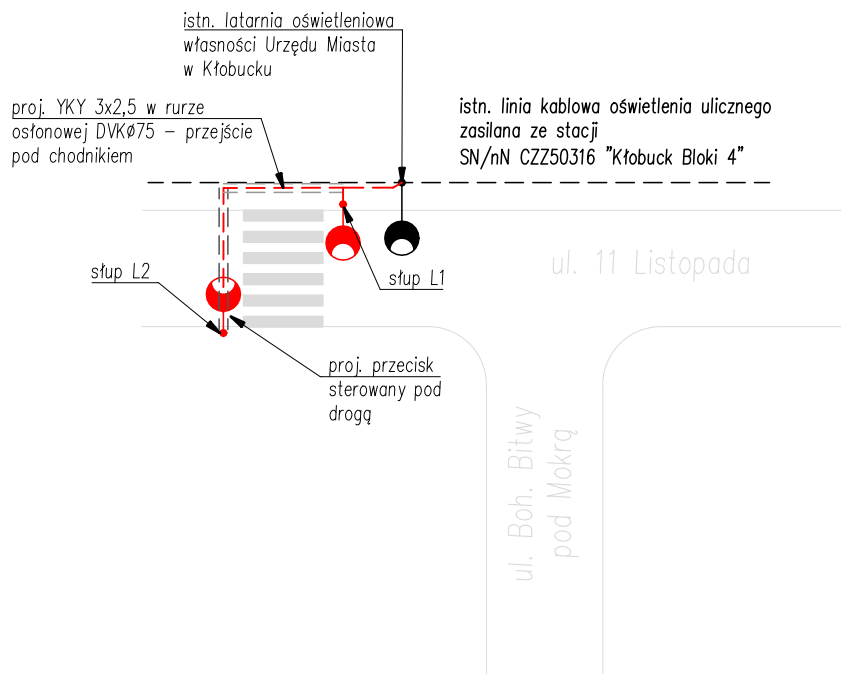 istn. latarnia oświetleniowa
własności Urzędu Miasta
w Kłobucku
proj. YKY 3x2,5 w rurze
osłonowej DVKø75 – przejście
pod chodnikiem
istn. linia kablowa oświetlenia ulicznego
zasilana ze stacji
SN/nN CZZ50316 "Kłobuck Bloki 4"
ul. 11 Listopada
słup L2
słup L1
proj. przecisk
sterowany pod
drogą
ul. Boh. Bitwy
pod Mokrą